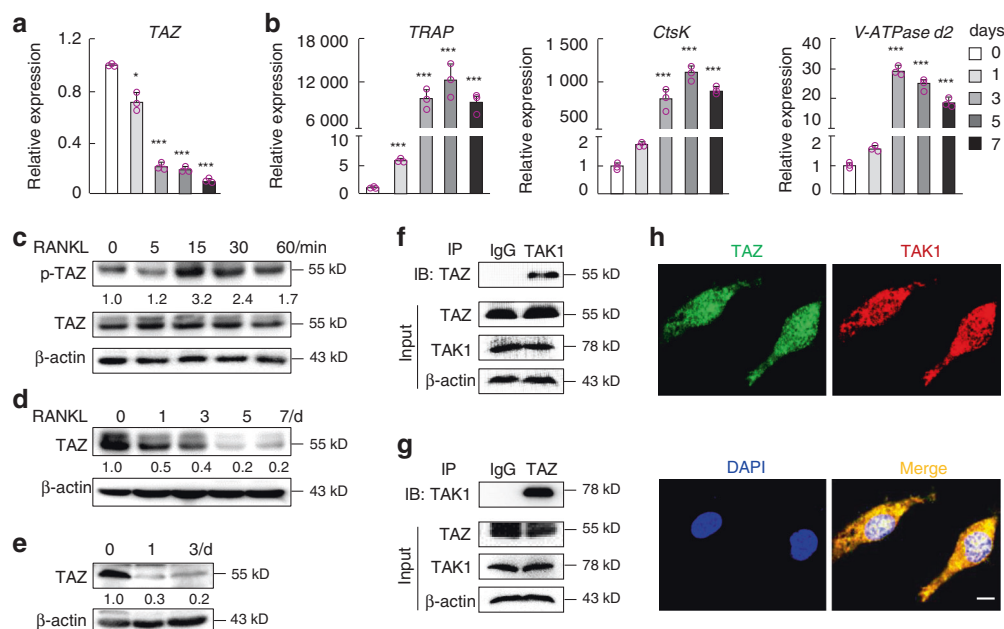 a
TAZ
Relative expression
1.2
0.8
0.4
0
*
***
***
***
b
TRAP
Relative expression
18 000
12 000
6 000
10
5
0
***
***
***
***
CtsK
Relative expression
1 500
1 000
500
2
1
0
***
***
***
V-ATPase d2
Relative expression
40
30
20
10
2
1
0
***
***
***
days
0
1
3
5
7
c
RANKL 0 5 15 30 60/min
p-TAZ 55 kD
1.0 1.2 3.2 2.4 1.7
TAZ 55 kD
β-actin 43 kD
d
RANKL 0 1 3 5 7/d
TAZ 55 kD
1.0 0.5 0.4 0.2 0.2
β-actin 43 kD
e
0 1 3/d
TAZ 55 kD
1.0 0.3 0.2
β-actin 43 kD
f
IP IgG TAK1
IB: TAZ 55 kD
Input
TAZ 55 kD
TAK1 78 kD
β-actin 43 kD
g
IP IgG TAZ
IB: TAK1 78 kD
Input
TAZ 55 kD
TAK1 78 kD
β-actin 43 kD
h
TAZ TAK1
DAPI Merge